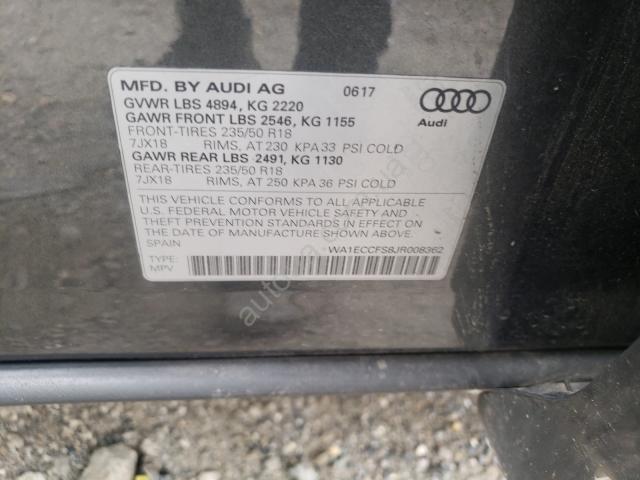 MFD. BY AUDI AG 0617
GVWR LBS 4894, KG 2220
GAWR FRONT LBS 2546, KG 1155
FRONT-TIRES 235/50 R18
7JX18 RIMS, AT 230 KPA 33 PSI COLD
GAWR REAR LBS 2491, KG 1130
REAR-TIRES 235/50 R18
7JX18 RIMS, AT 250 KPA 36 PSI COLD
Audi
THIS VEHICLE CONFORMS TO ALL APPLICABLE
U.S. FEDERAL MOTOR VEHICLE SAFETY AND
THEFT PREVENTION STANDARDS IN EFFECT ON
THE DATE OF MANUFACTURE SHOWN ABOVE.
SPAIN WA1ECCFS8JR008362
TYPE:
MPV